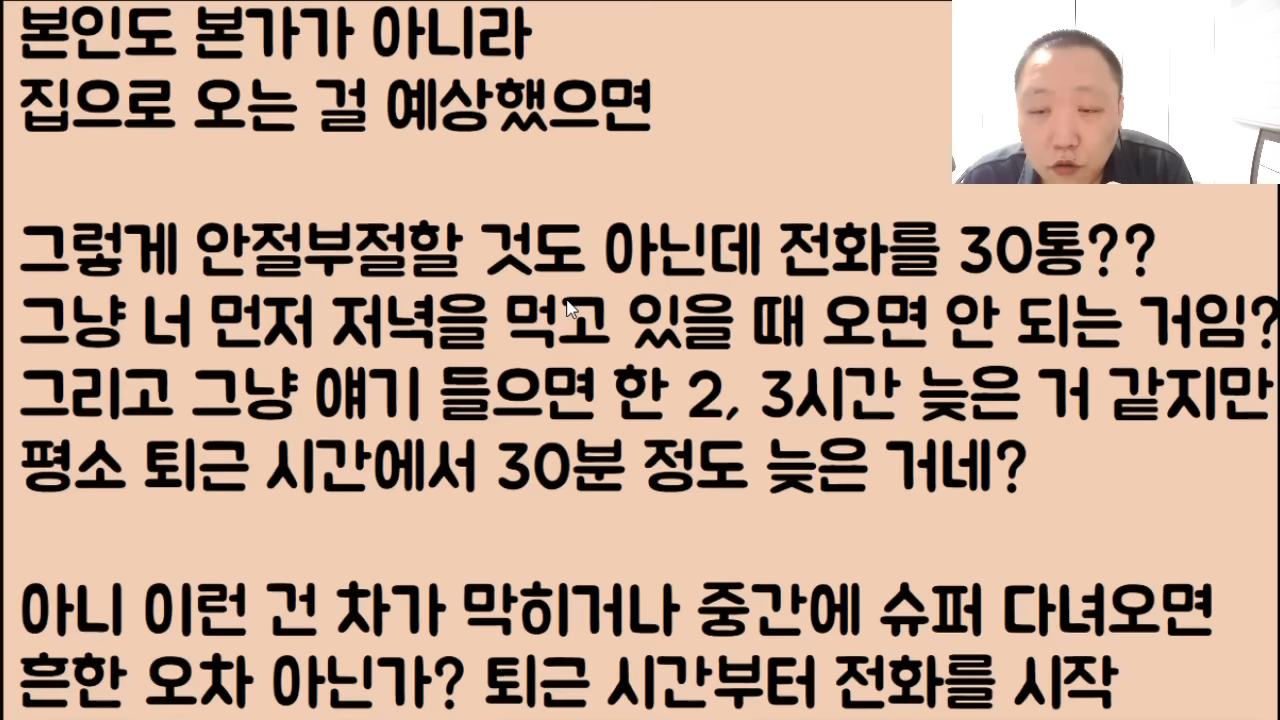 본인도 본가가 아니라
집으로 오는 걸 예상했으면
그렇게 안절부절할 것도 아닌데 전화를 30통??
그냥 너 먼저 저녁을 먹고 있을 때 오면 안 되는 거임?
그리고 그냥 얘기 들으면 한 2, 3시간 늦은 거 같지만
평소 퇴근 시간에서 30분 정도 늦은 거네?
아니 이런 건 차가 막히거나 중간에 슈퍼 다녀오면
흔한 오차 아닌가? 퇴근 시간부터 전화를 시작